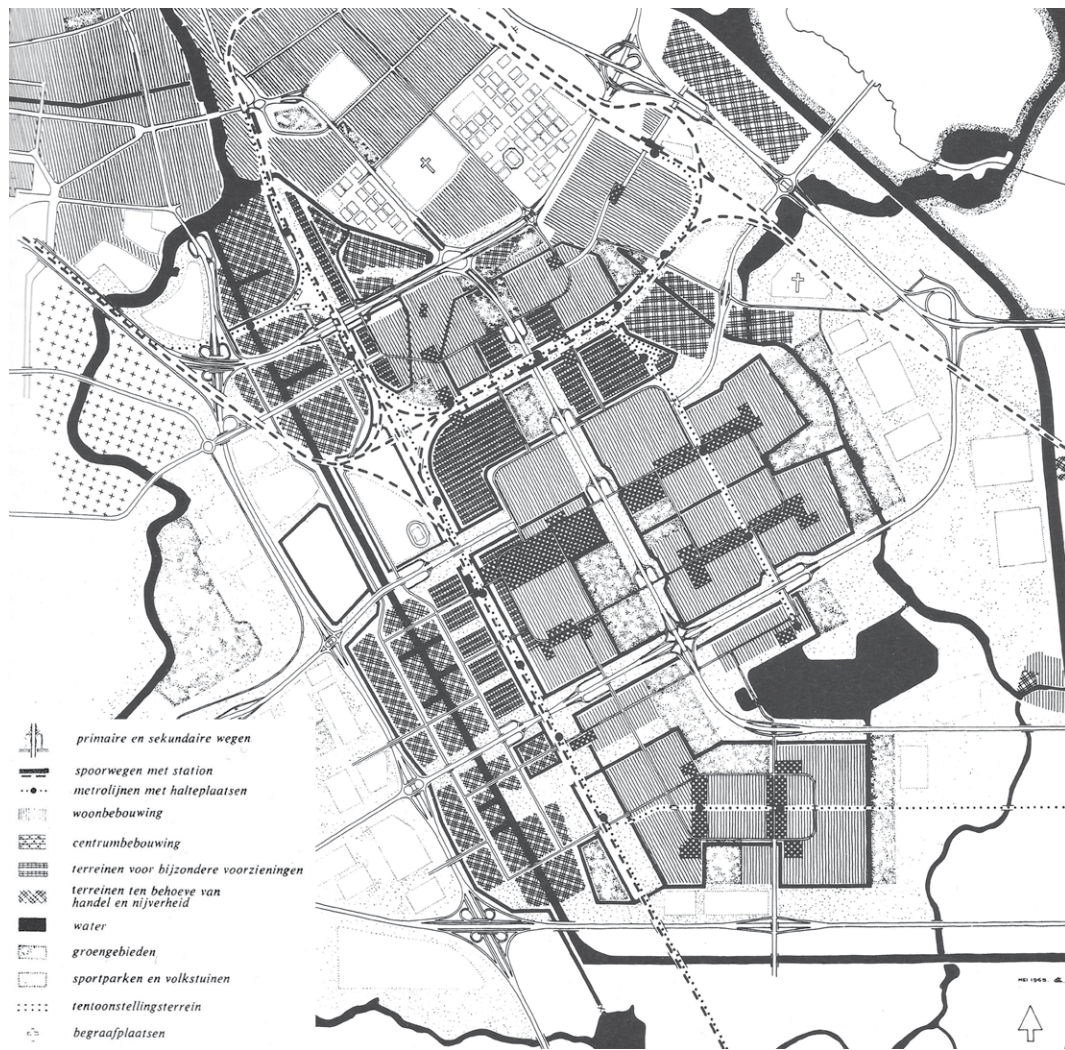 primaire en sekundaire wegen
spoorwegen met station
metrolijnen met halteplaatsen
woonbebouwing
centrumbebouwing
terreinen voor bijzondere voorzieningen
terreinen ten behoeve van
handel en nijverheid
water
groengebieden
sportparken en volkstuinen
tentoonstellingsterrein
begraafplaatsen
MEI 1965